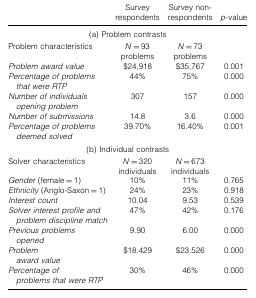 Survey Survey non-
respondents respondents p-value
(a) Problem contrasts
Problem characteristics N = 93 N = 73
problems problems
Problem award value $24,918 $35,767 0.001
Percentage of problems 44% 75% 0.000
that were RTP
Number of individuals 307 157 0.000
opening problem
Number of submissions 14.8 3.6 0.000
Percentage of problems 39.70% 16.40% 0.001
deemed solved
(b) Individual contrasts
Solver characteristics N = 320 N = 673
individuals individuals
Gender (female = 1) 10% 11% 0.765
Ethnicity (Anglo-Saxon = 1) 24% 23% 0.918
Interest count 10.04 9.53 0.539
Solver interest profile and 47% 42% 0.176
problem discipline match
Previous problems 9.90 6.00 0.000
opened
Problem $18.429 $23.526 0.000
award value
Percentage of 30% 46% 0.000
problems that were RTP